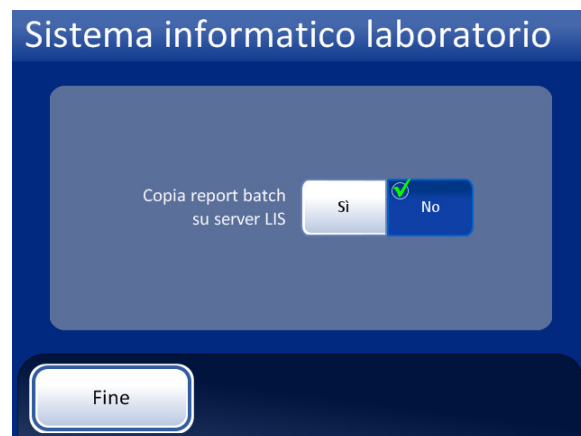 Sistema informatico laboratorio
Copia report batch
su server LIS
Sì
No
Fine